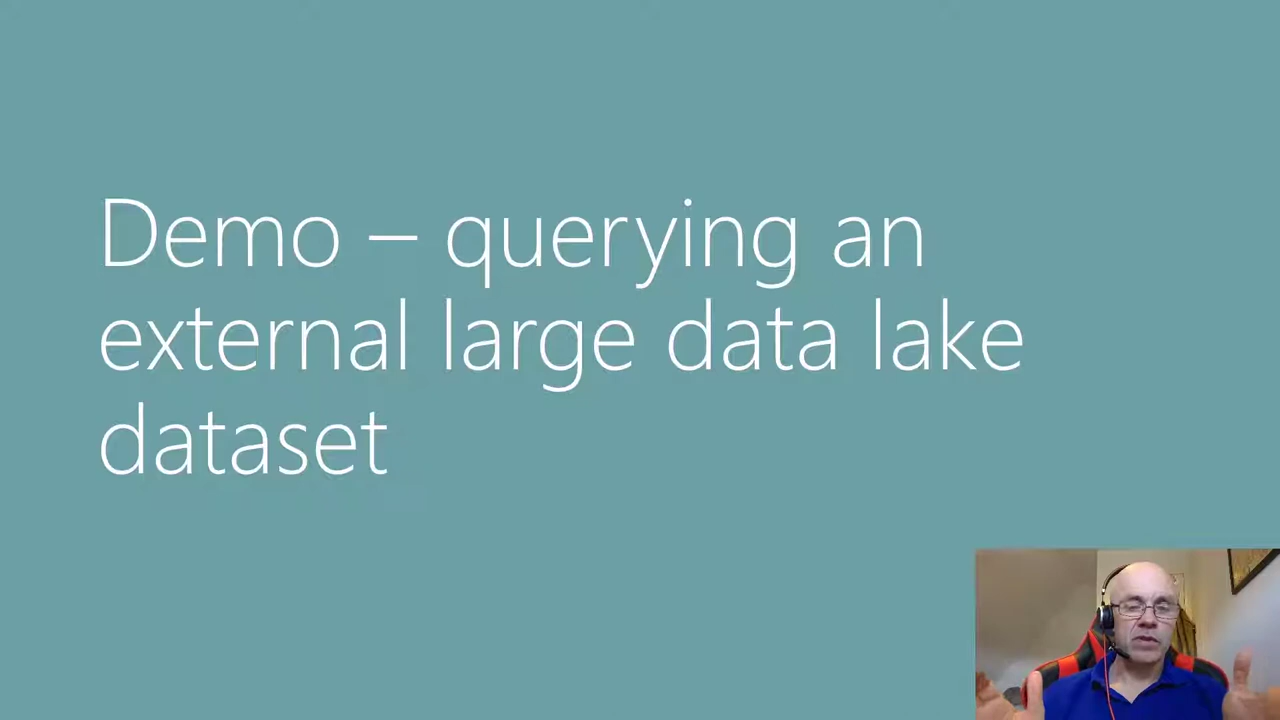 Demo – querying an
external large data lake
dataset